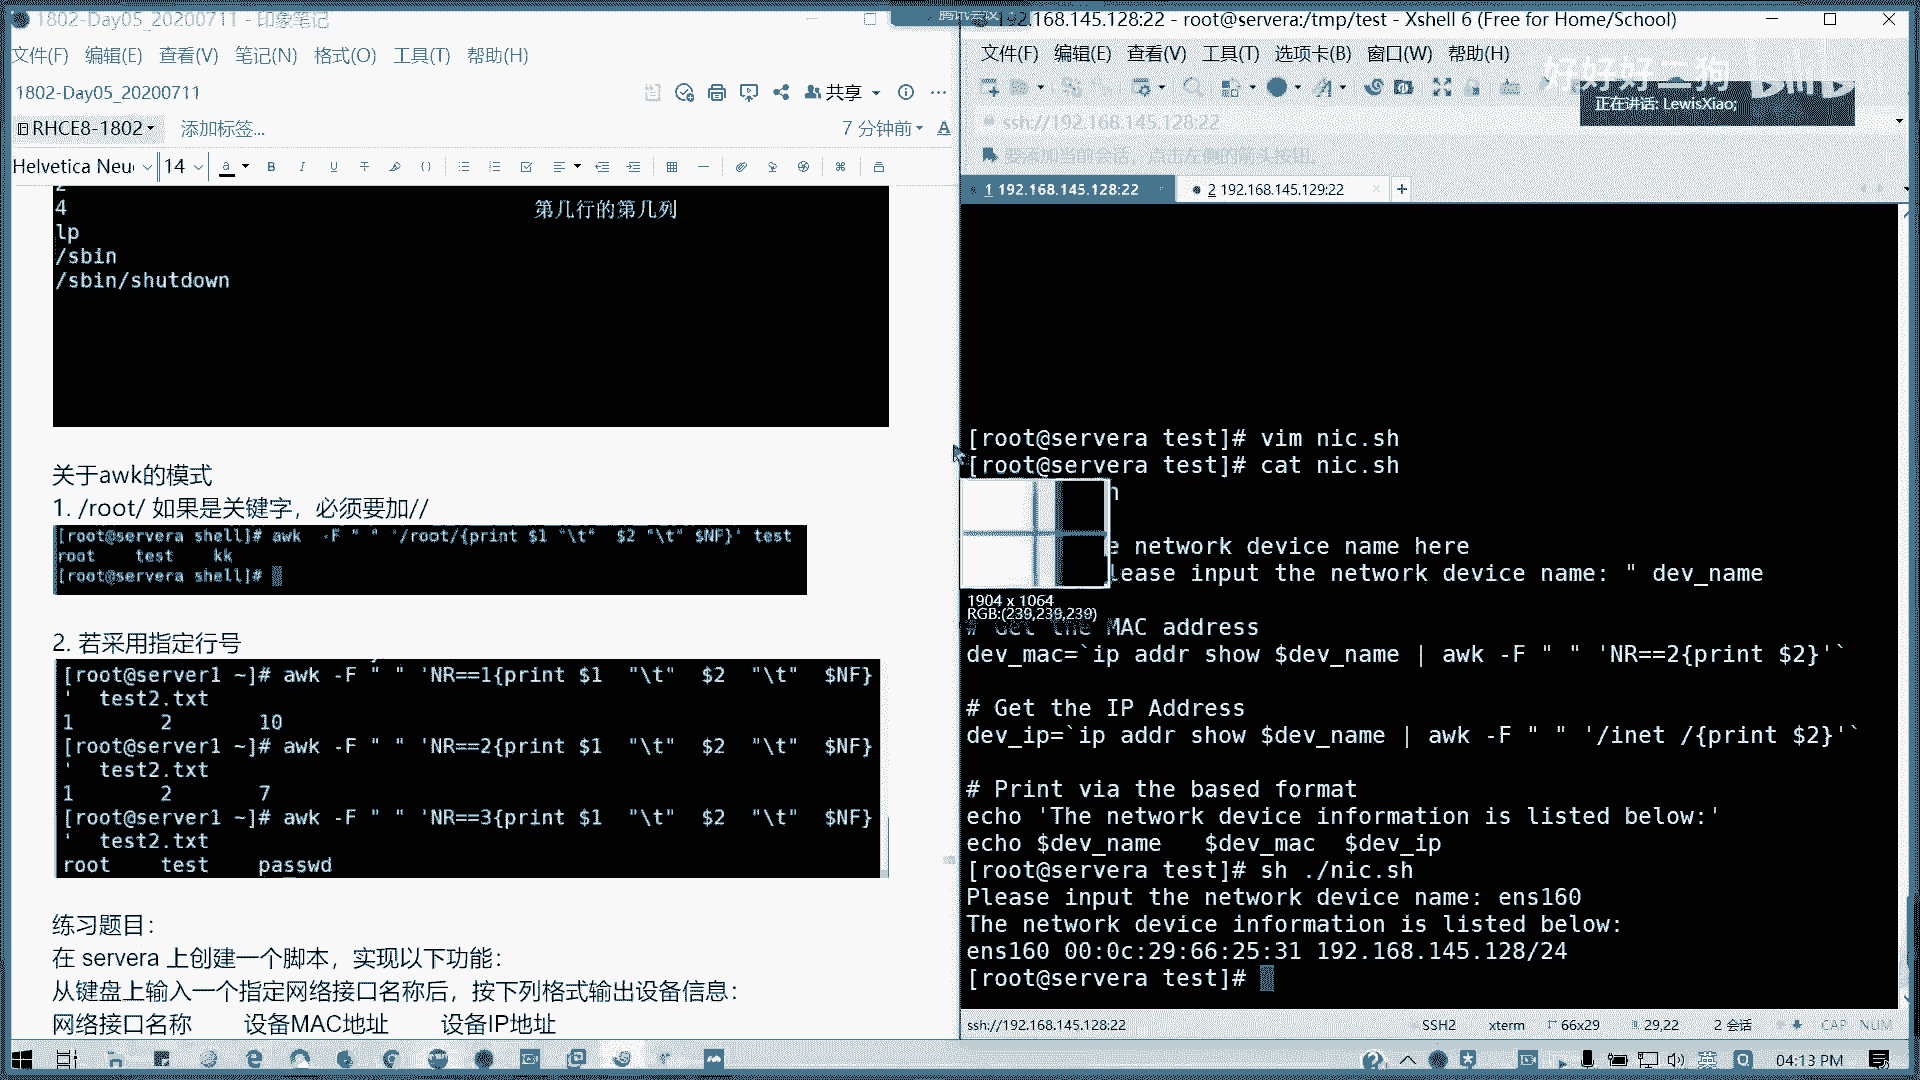 1802-Day05_20200711 - 印象笔记
文件(F) 编辑(E) 查看(V) 笔记(N) 格式(O) 工具(T) 帮助(H)
1802-Day05_20200711
共享
RHCE8-1802 添加标签...
7 分钟前
Helvetica Neu 14
4 第几行的第几列
lp
/sbin
/sbin/shutdown
关于awk的模式
1. /root/ 如果是关键字，必须要加//
[root@servera shell]# awk -F " " '/root/{print $1 "\t" $2 "\t" $NF}' test
root test kk
[root@servera shell]#
2. 若采用指定行号
[root@server1 ~]# awk -F " " 'NR==1{print $1 "\t" $2 "\t" $NF}
' test2.txt
1 2 10
[root@server1 ~]# awk -F " " 'NR==2{print $1 "\t" $2 "\t" $NF}
' test2.txt
1 2 7
[root@server1 ~]# awk -F " " 'NR==3{print $1 "\t" $2 "\t" $NF}
' test2.txt
root test passwd
练习题目：
在 servera 上创建一个脚本，实现以下功能：
从键盘上输入一个指定网络接口名称后，按下列格式输出设备信息：
网络接口名称 设备MAC地址 设备IP地址
腾讯会议
192.168.145.128:22 - root@servera:/tmp/test - Xshell 6 (Free for Home/School)
文件(F) 编辑(E) 查看(V) 工具(T) 选项卡(B) 窗口(W) 帮助(H)
好好好二狗
正在讲话: LewisXiao;
ssh://192.168.145.128:22
要添加当前会话，点击左侧的箭头按钮。
1 192.168.145.128:22
2 192.168.145.129:22
[root@servera test]# vim nic.sh
[root@servera test]# cat nic.sh
network device name here
lease input the network device name: " dev_name
1904 x 1064
RGB:(239,239,239)
# Get the MAC address
dev_mac=`ip addr show $dev_name | awk -F " " 'NR==2{print $2}'`
# Get the IP Address
dev_ip=`ip addr show $dev_name | awk -F " " '/inet /{print $2}'`
# Print via the based format
echo 'The network device information is listed below:'
echo $dev_name $dev_mac $dev_ip
[root@servera test]# sh ./nic.sh
Please input the network device name: ens160
The network device information is listed below:
ens160 00:0c:29:66:25:31 192.168.145.128/24
[root@servera test]#
ssh://192.168.145.128:22 SSH2 xterm 66x29 29,22 2 会话 CAP NUM
英 04:13 PM